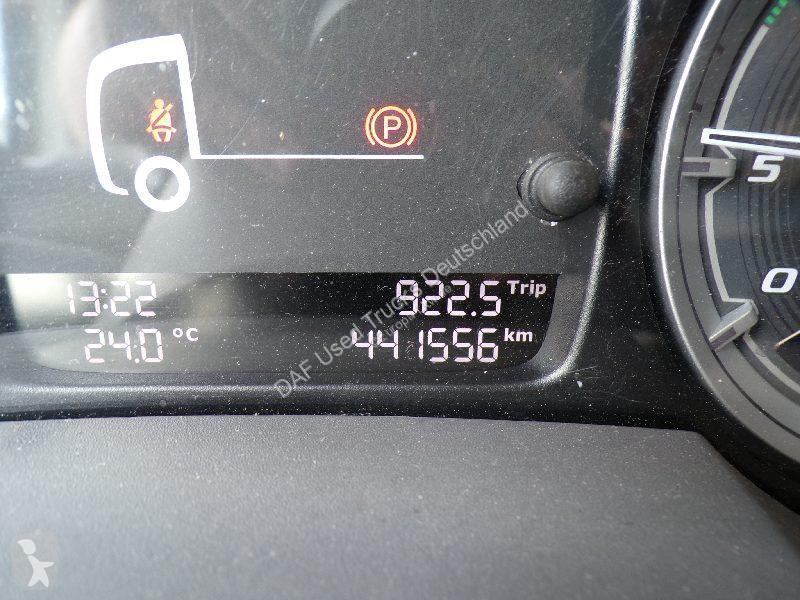 P
5
0
13:22 922.5 Trip
24.0 °C 441556 km
DAF Used Trucks Deutschland